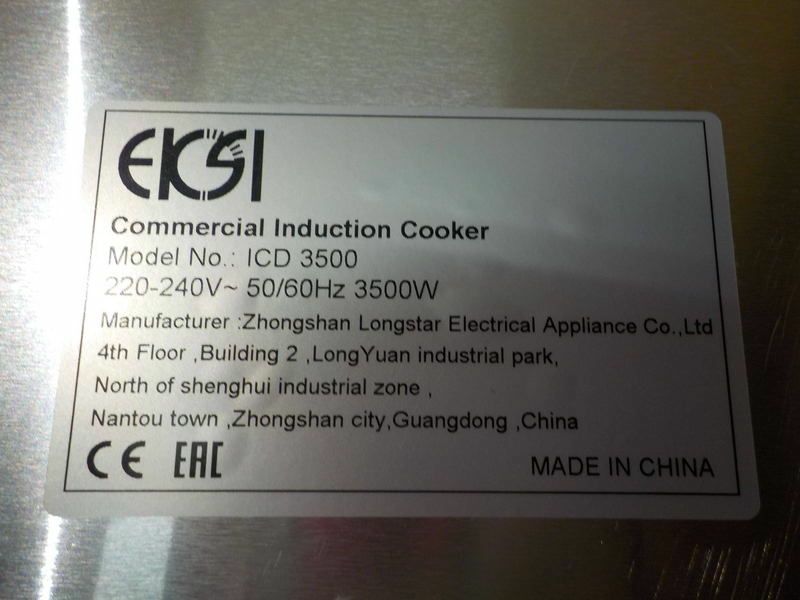 EKSI
Commercial Induction Cooker
Model No.: ICD 3500
220-240V~ 50/60Hz 3500W
Manufacturer :Zhongshan Longstar Electrical Appliance Co.,Ltd
4th Floor ,Building 2 ,LongYuan industrial park,
North of shenghui industrial zone ,
Nantou town ,Zhongshan city,Guangdong ,China
CE EAC MADE IN CHINA